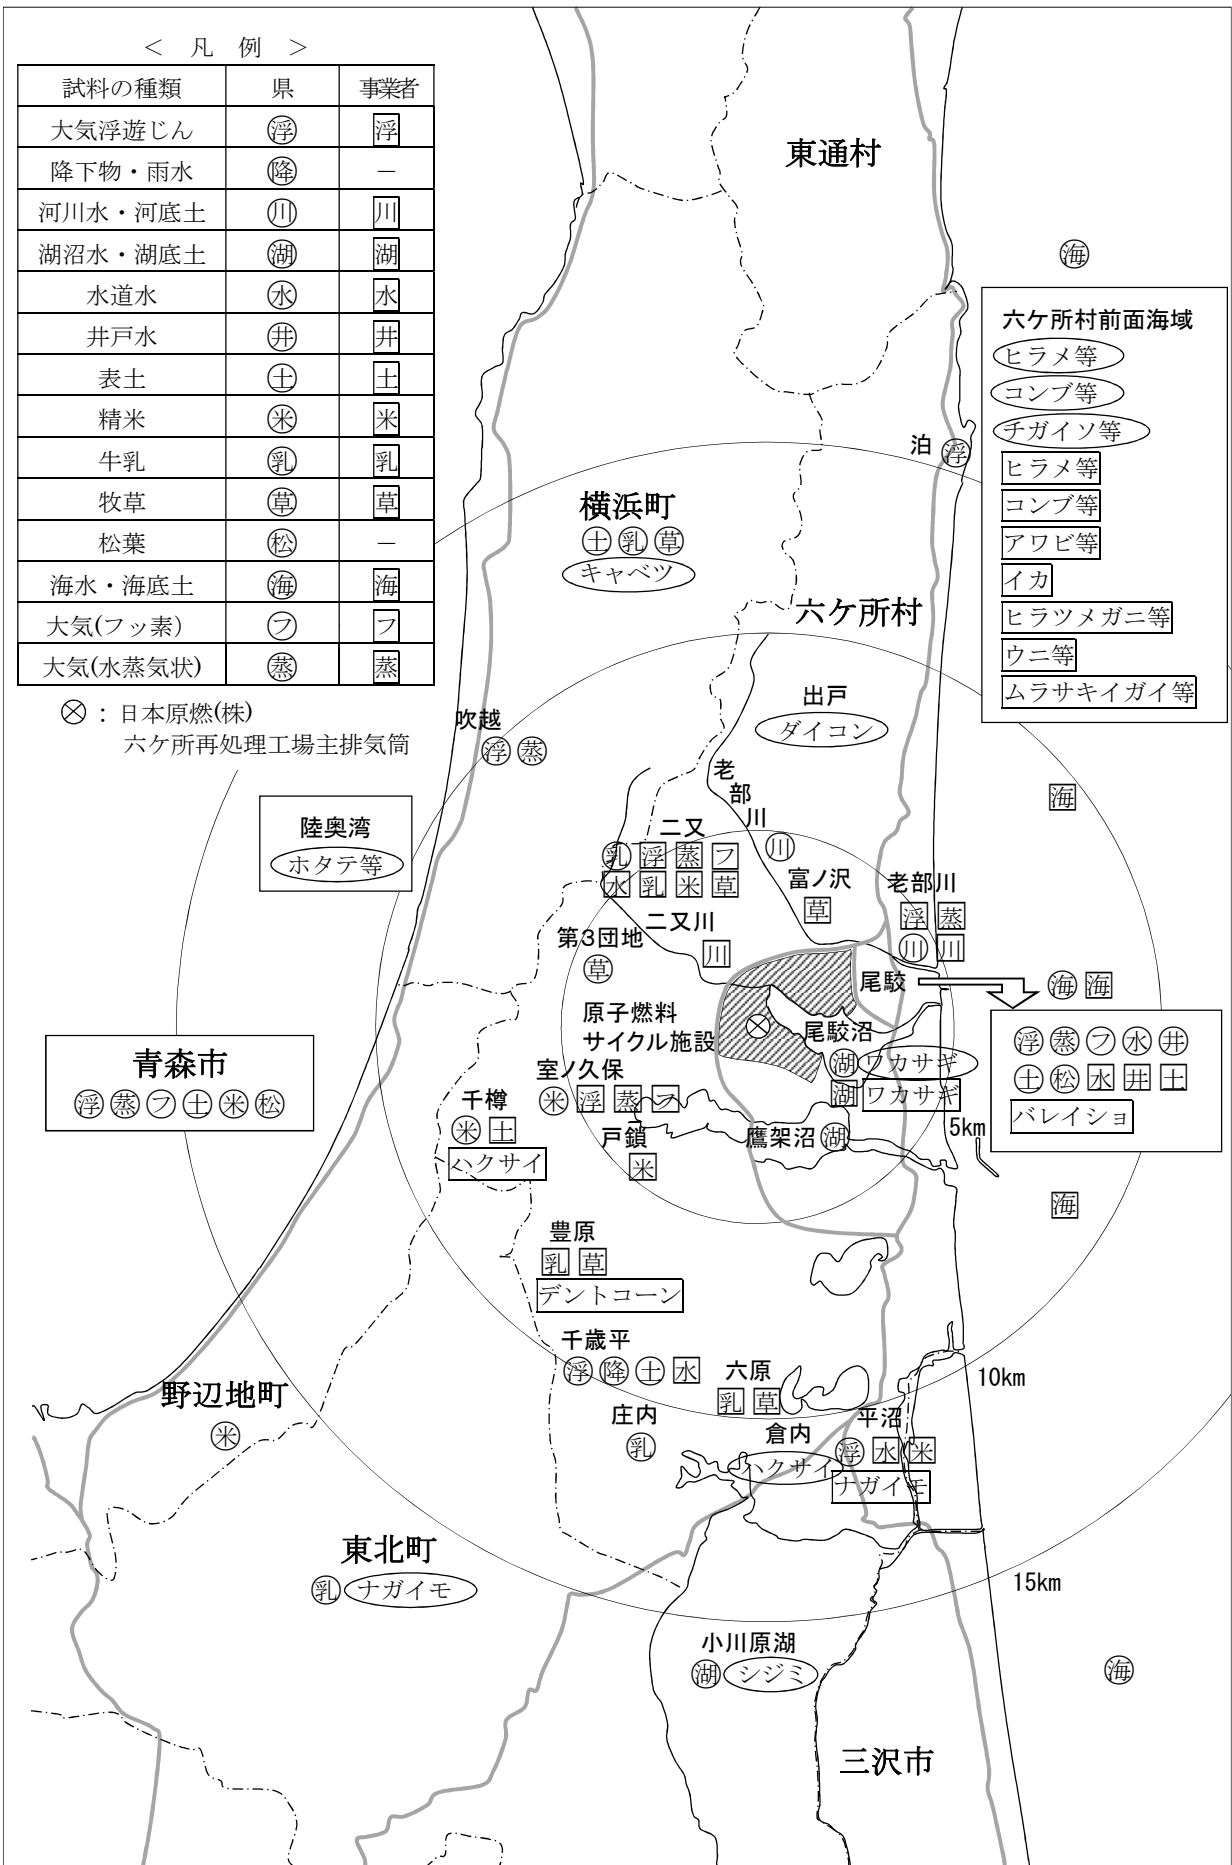 ＜ 凡 例 ＞
試料の種類 県 事業者
大気浮遊じん 浮 浮
降下物・雨水 降 －
河川水・河底土 川 川
湖沼水・湖底土 湖 湖
水道水 水 水
井戸水 井 井
表土 土 土
精米 米 米
牛乳 乳 乳
牧草 草 草
松葉 松 －
海水・海底土 海 海
大気(フッ素) フ フ
大気(水蒸気状) 蒸 蒸
⊗：日本原燃(株)
六ケ所再処理工場主排気筒
東通村
海
六ケ所村前面海域
ヒラメ等
コンブ等
チガイソ等
ヒラメ等
コンブ等
アワビ等
イカ
ヒラツメガニ等
ウニ等
ムラサキイガイ等
泊 浮
横浜町
土 乳 草
キャベツ
六ケ所村
出戸
ダイコン
吹越
浮 蒸
陸奥湾
ホタテ等
老部川
川
海
二又
乳 浮 蒸 フ
水 乳 米 草
富ノ沢
草
老部川
浮 蒸
川 川
二又川
川
第3団地
草
尾駮
海 海
浮 蒸 フ 水 井
土 松 水 井 土
バレイショ
原子燃料
サイクル施設
尾駮沼
湖 ワカサギ
湖 ワカサギ
青森市
浮 蒸 フ 土 米 松
室ノ久保
米 浮 蒸 フ
千樽
米 土
ハクサイ
戸鎖
米
鷹架沼 湖
5km
海
豊原
乳 草
デントコーン
千歳平
浮 降 土 水
六原
乳 草
10km
野辺地町
米
庄内
乳
倉内
ハクサイ
平沼
浮 水 米
ナガイモ
東北町
乳 ナガイモ
15km
小川原湖
湖 シジミ
海
三沢市